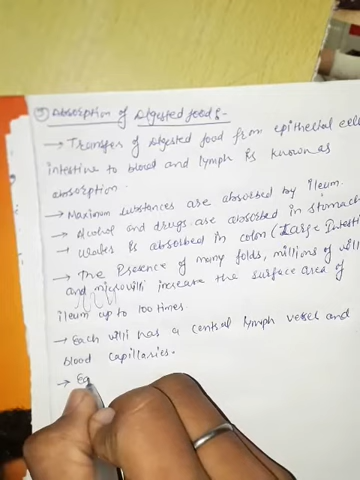 Absorption of Digested food:-
→ Transfer of Digested food from epithelial cells
intestine to blood and lymph is known as
absorption.
→ Maximum substances are absorbed by ileum.
→ Alcohol and drugs are absorbed in stomach
→ Water is absorbed in colon (Large Intesti
→ The Presence of many folds, millions of villi
and microvilli increase the surface area of
ileum up to 100 times.
→ Each villi has a central lymph vessel and
blood capillaries.
→ Ea